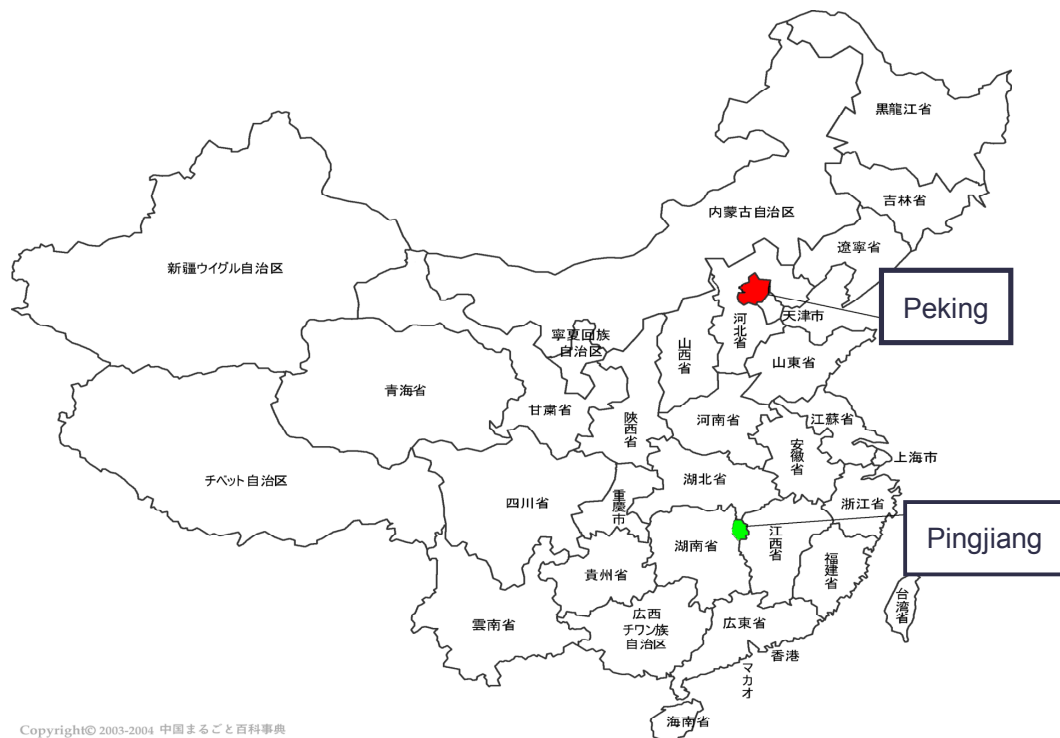 黒龍江省
吉林省
内蒙古自治区
遼寧省
新疆ウイグル自治区
Peking
天津市
河北省
寧夏回族
自治区
山西省
山東省
青海省
甘粛省
陝西省
河南省
江蘇省
安徽省
上海市
チベット自治区
四川省
重慶市
湖北省
浙江省
湖南省
江西省
Pingjiang
貴州省
福建省
台湾省
雲南省
広西
チワン族
自治区
広東省
香港
マカオ
海南省
Copyright© 2003-2004 中国まるごと百科事典